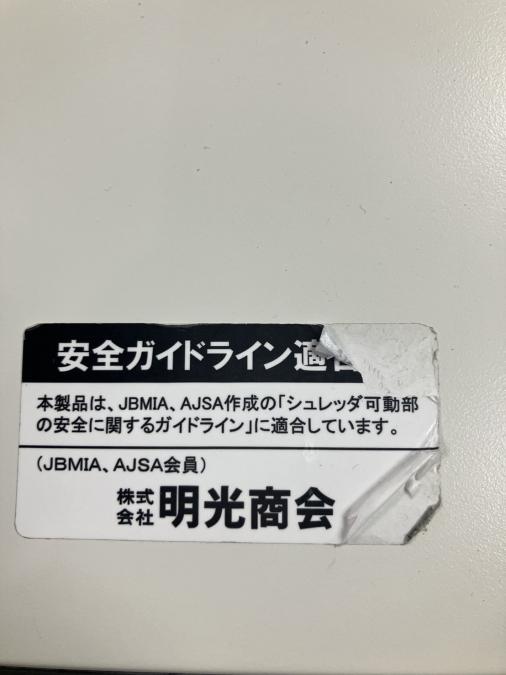 安全ガイドライン適合
本製品は、JBMIA、AJSA作成の「シュレッダ可動部
の安全に関するガイドライン」に適合しています。
(JBMIA、AJSA会員)
株式
会社 明光商会